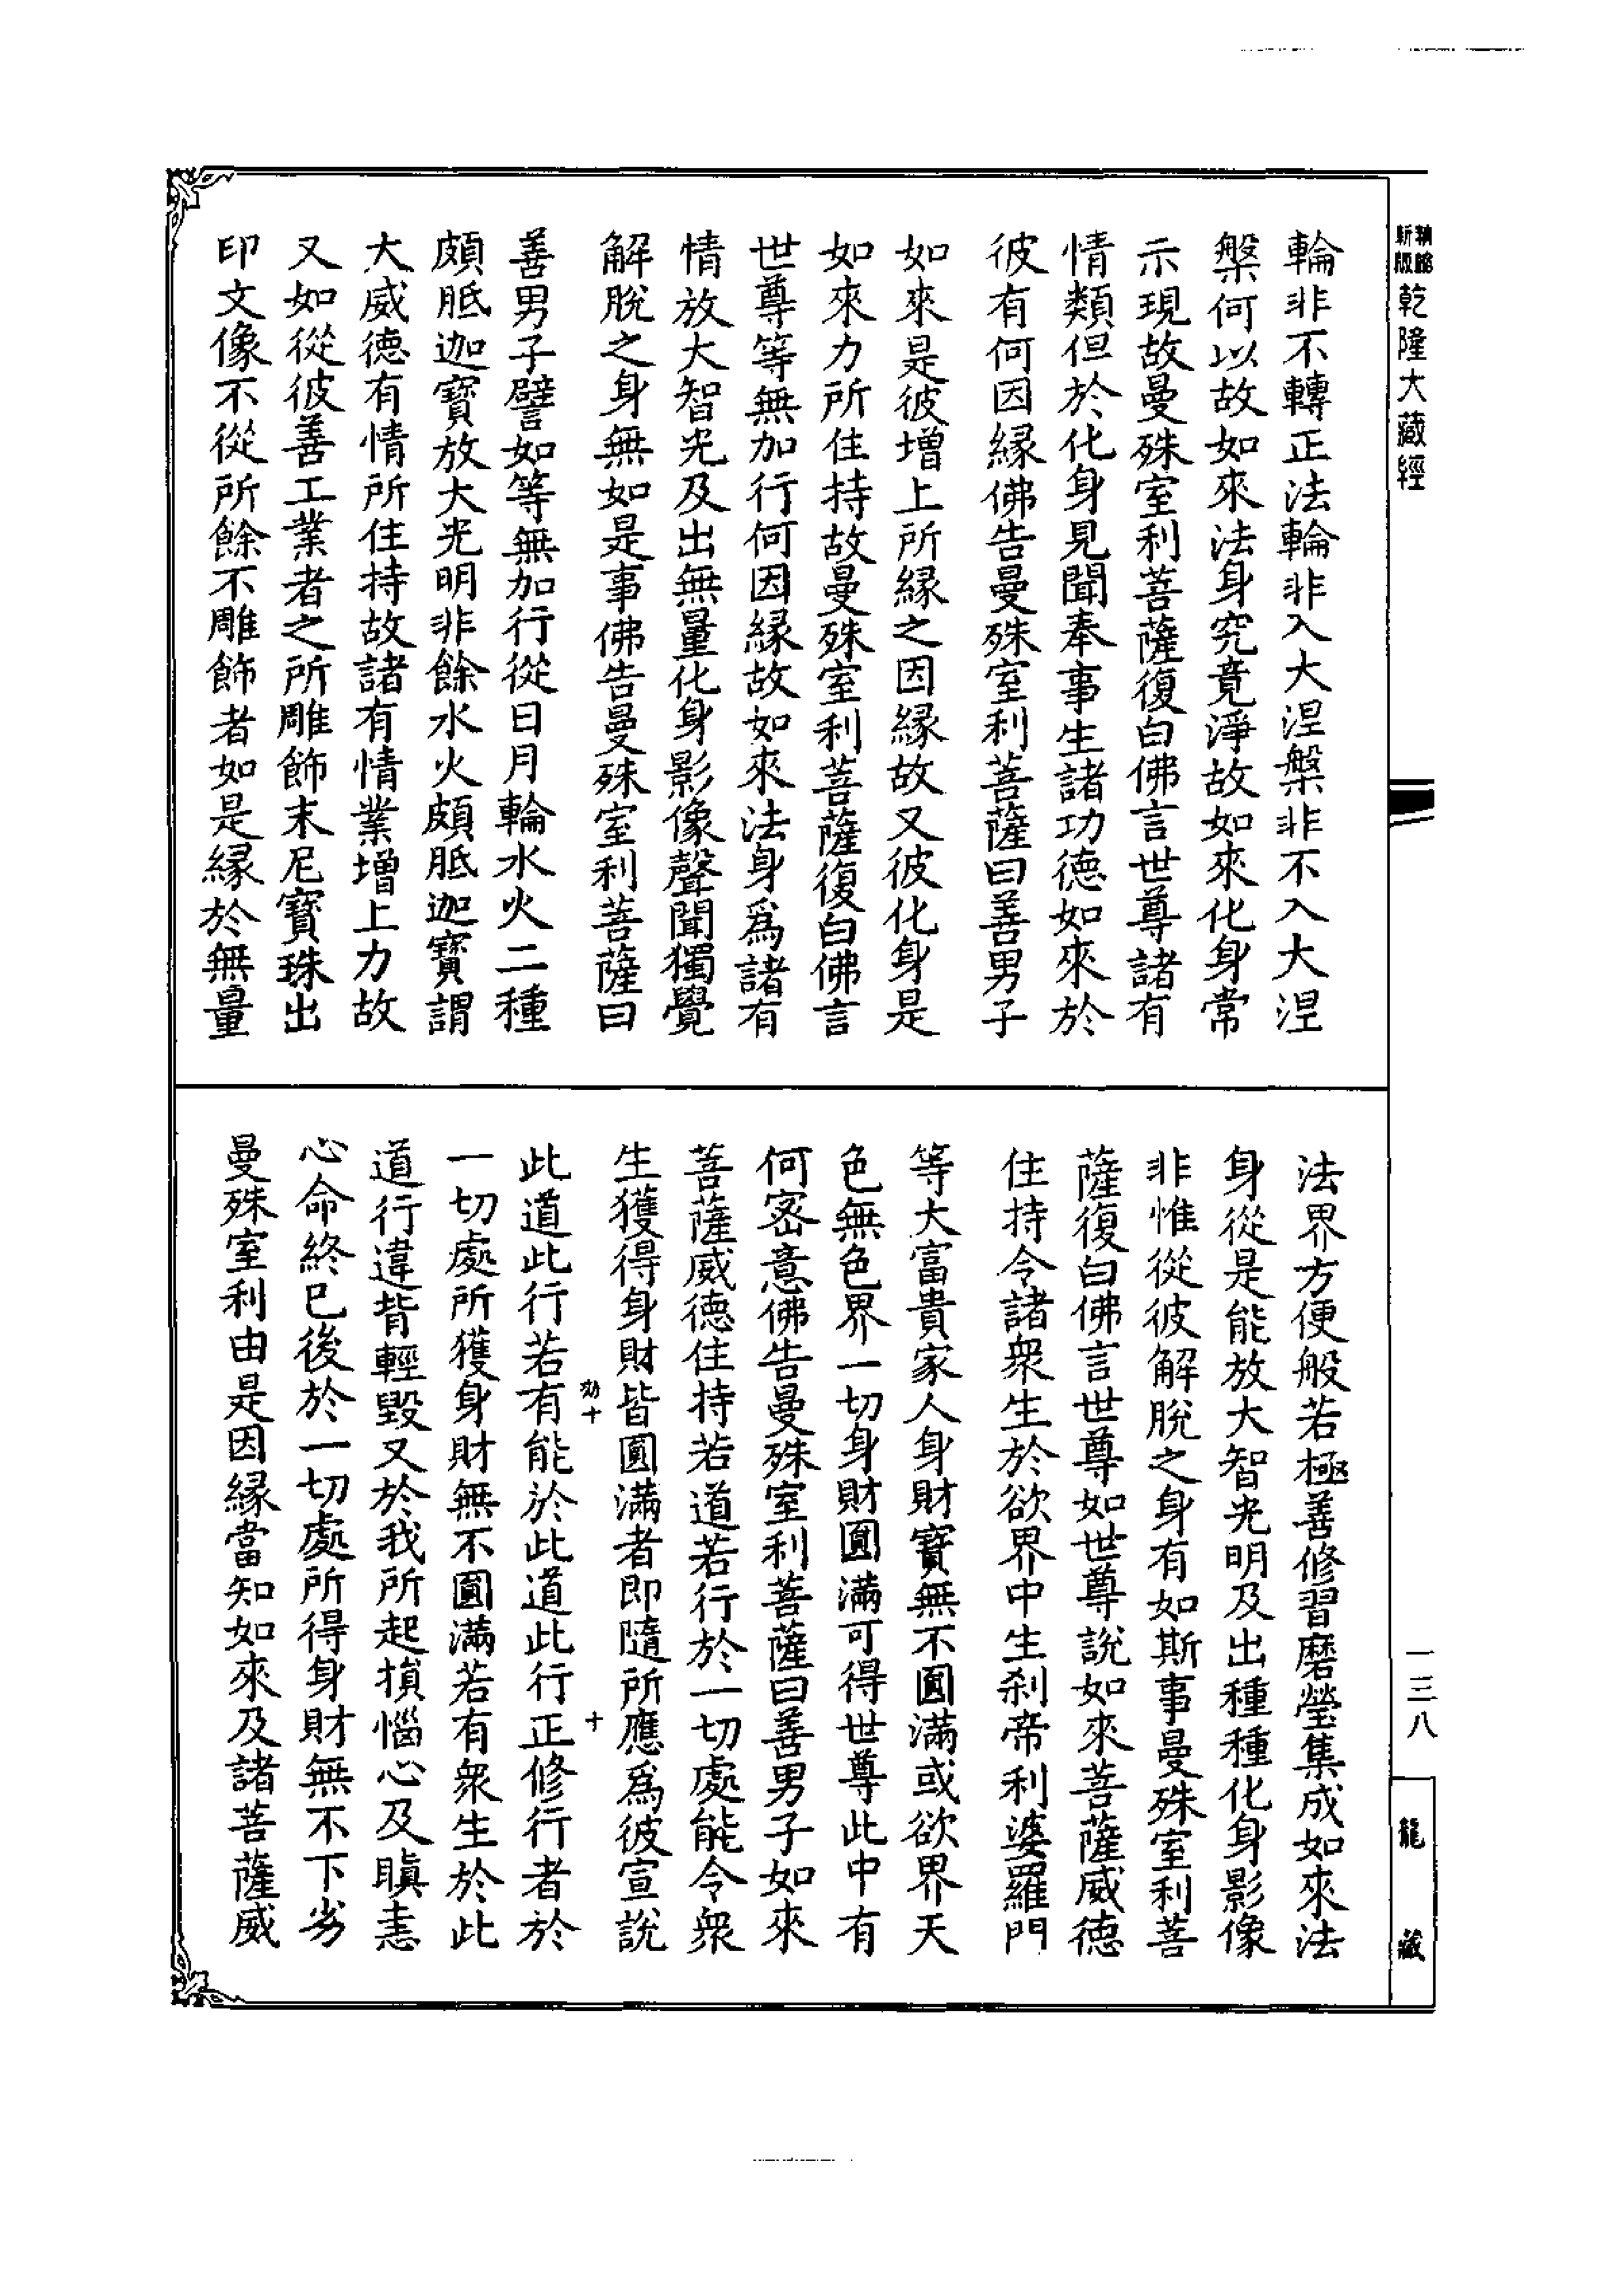 新版
乾隆大藏經
輪非不轉正法輪非入大涅槃非不入大涅
槃何以故如來法身究竟淨故如來化身常
示現故曼殊室利菩薩復白佛言世尊諸有
情類但於化身見聞奉事生諸功德如來於
彼有何因緣佛告曼殊室利菩薩曰善男子
如來是彼增上所緣之因緣故又彼化身是
如來力所住持故曼殊室利菩薩復白佛言
世尊等無加行何因緣故如來法身爲諸有
情放大智光及出無量化身影像聲聞獨覺
解脫之身無如是事佛告曼殊室利菩薩曰
善男子譬如等無加行從日月輪水火二種
頗胝迦寶放大光明非餘水火頗胝迦寶謂
大威德有情所住持故諸有情業增上力故
又如從彼善工業者之所雕飾末尼寶珠出
印文像不從所餘不雕飾者如是緣於無量
法界方便般若極善修習磨瑩集成如來法
身從是能放大智光明及出種種化身影像
非惟從彼解脫之身有如斯事曼殊室利菩
薩復白佛言世尊如世尊說如來菩薩威德
住持令諸衆生於欲界中生刹帝利婆羅門
等大富貴家人身財寶無不圓滿或欲界天
色無色界一切身財圓滿可得世尊此中有
何密意佛告曼殊室利菩薩曰善男子如來
菩薩威德住持若道若行於一切處能令衆
生獲得身財皆圓滿者即隨所應爲彼宣說
此道此行若有能於此道此行正修行者於
一切處所獲身財無不圓滿若有衆生於此
道行違背輕毀又於我所起損惱心及瞋恚
心命終已後於一切處所得身財無不下劣
曼殊室利由是因緣當知如來及諸菩薩威
一三八
龍藏